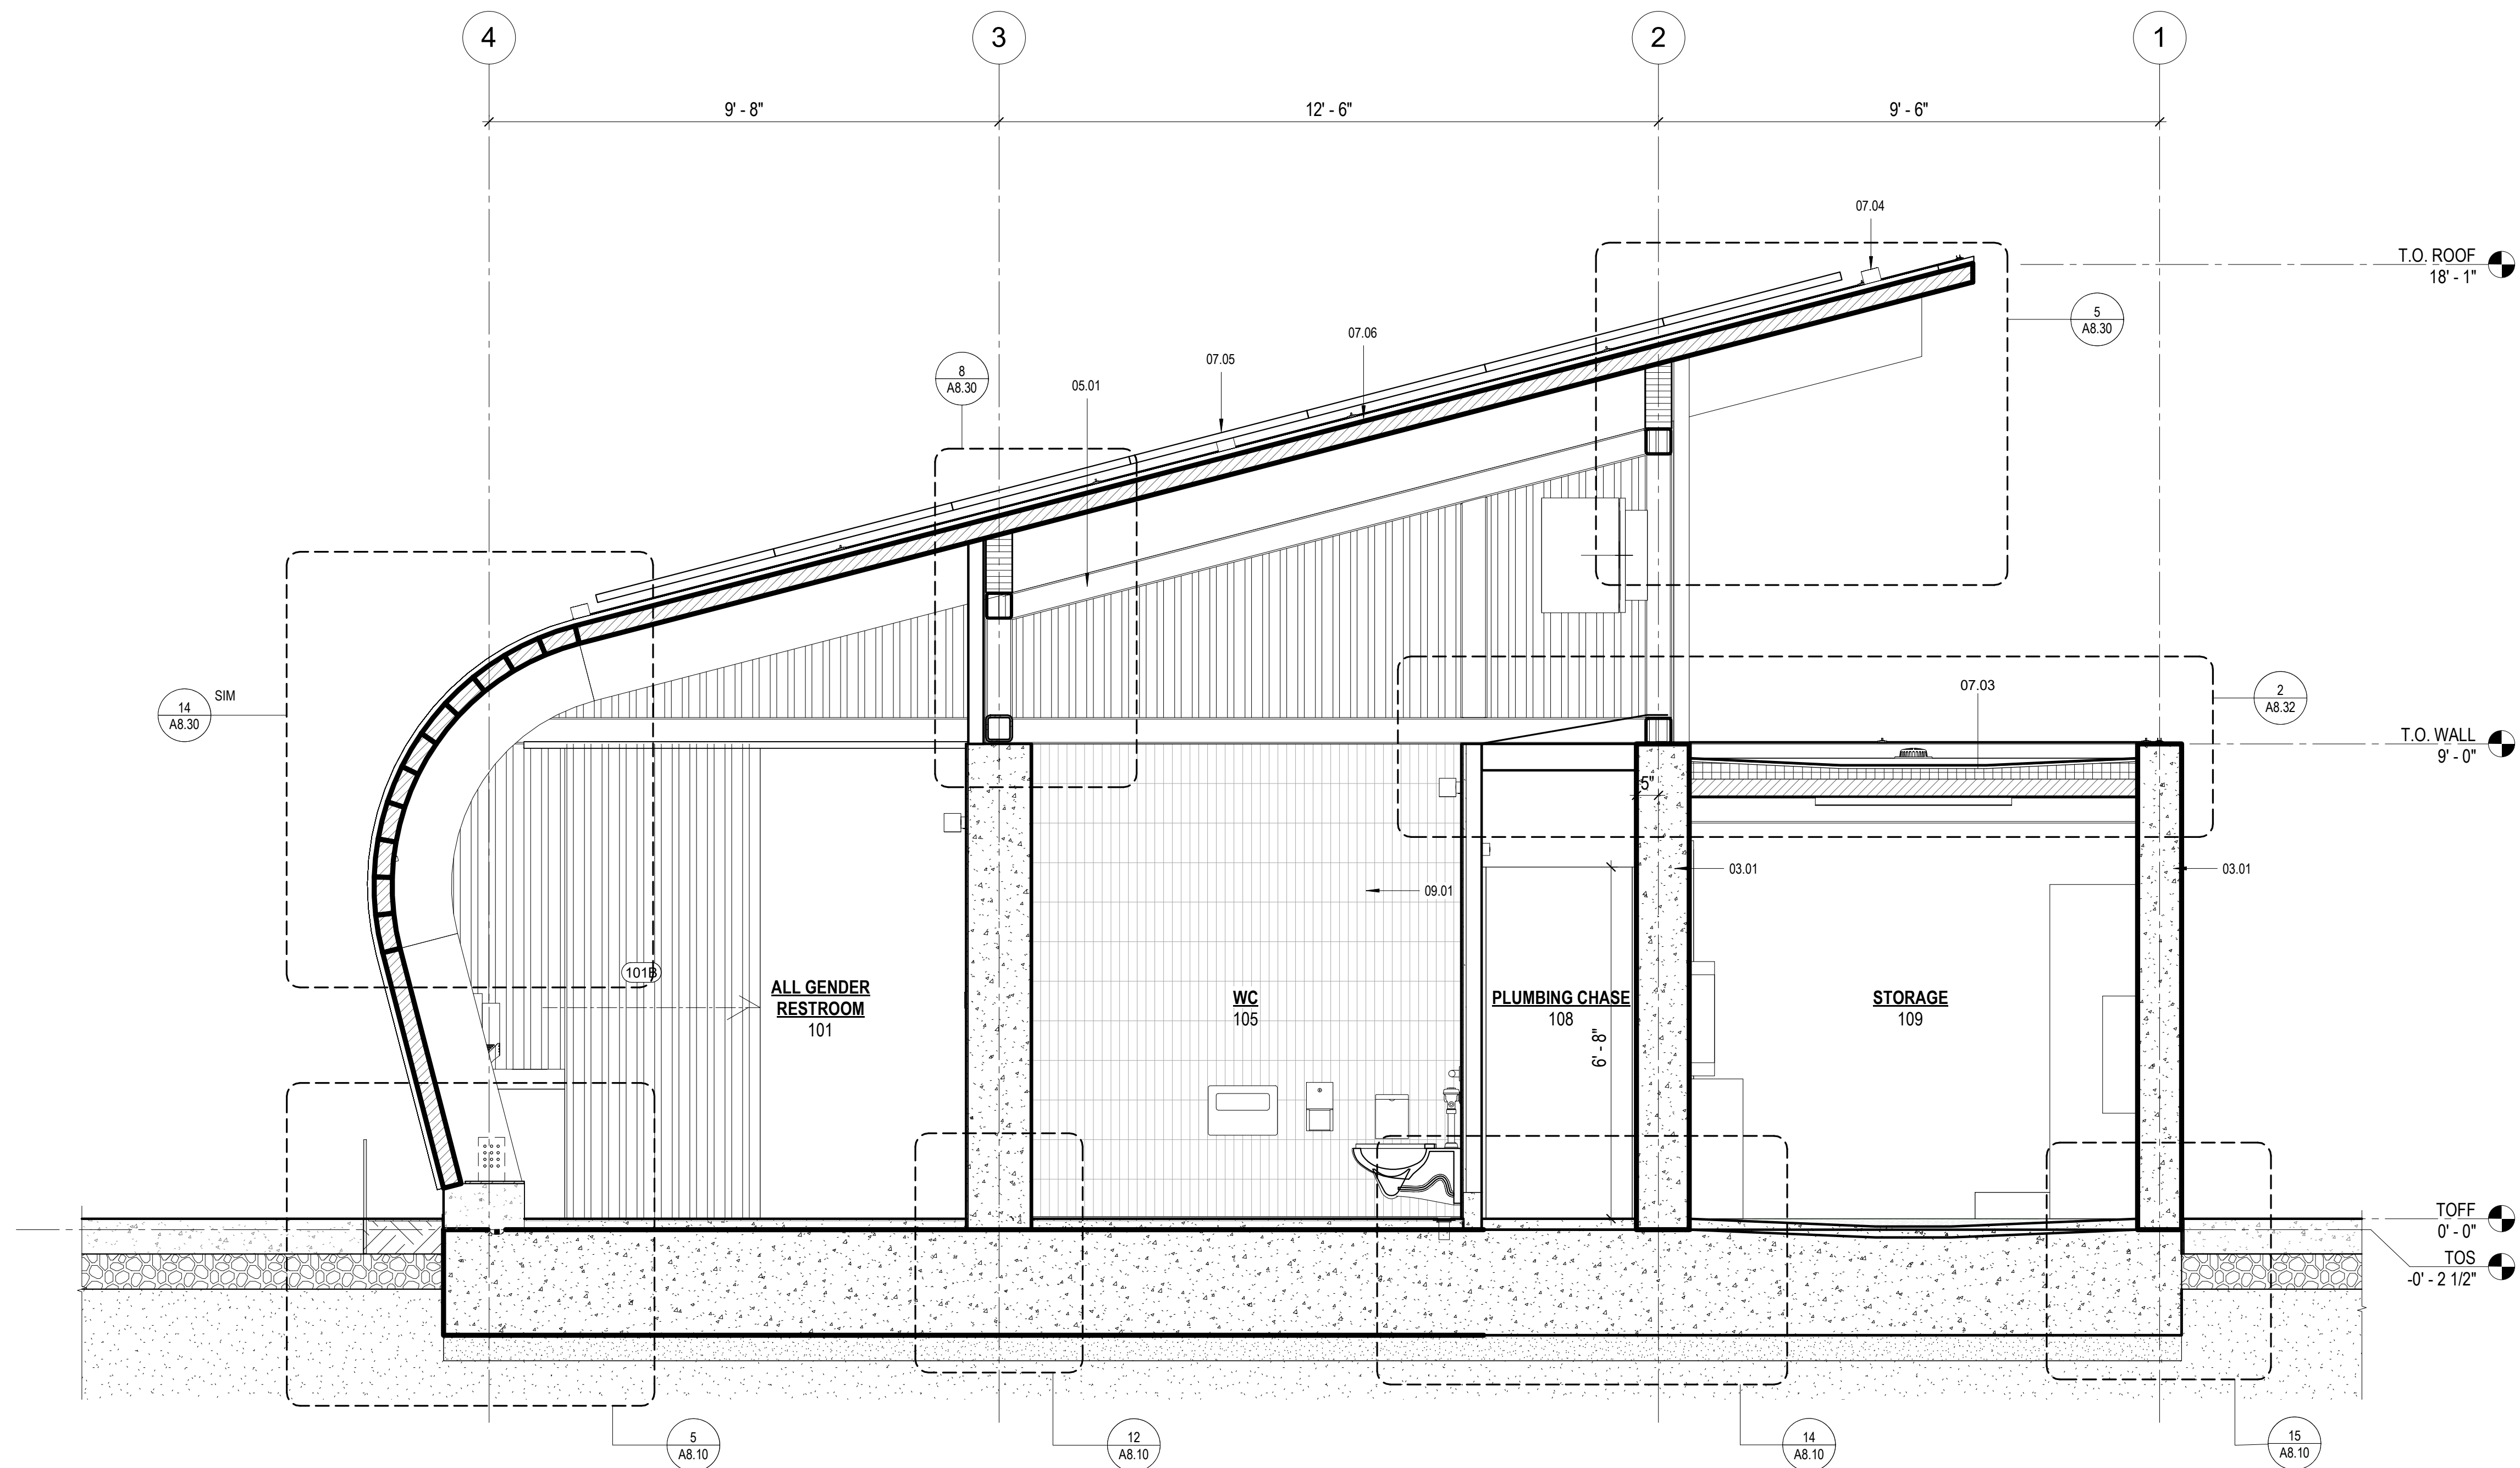 4
3
2
1
9' - 8"
12' - 6"
9' - 6"
07.04
T.O. ROOF
18' - 1"
5
A8.30
07.06
07.05
8
A8.30
05.01
14
A8.30
SIM
07.03
2
A8.32
T.O. WALL
9' - 0"
5"
03.01
03.01
09.01
101B
ALL GENDER
RESTROOM
101
WC
105
PLUMBING CHASE
108
STORAGE
109
6' - 8"
TOFF
0' - 0"
TOS
-0' - 2 1/2"
5
A8.10
12
A8.10
14
A8.10
15
A8.10